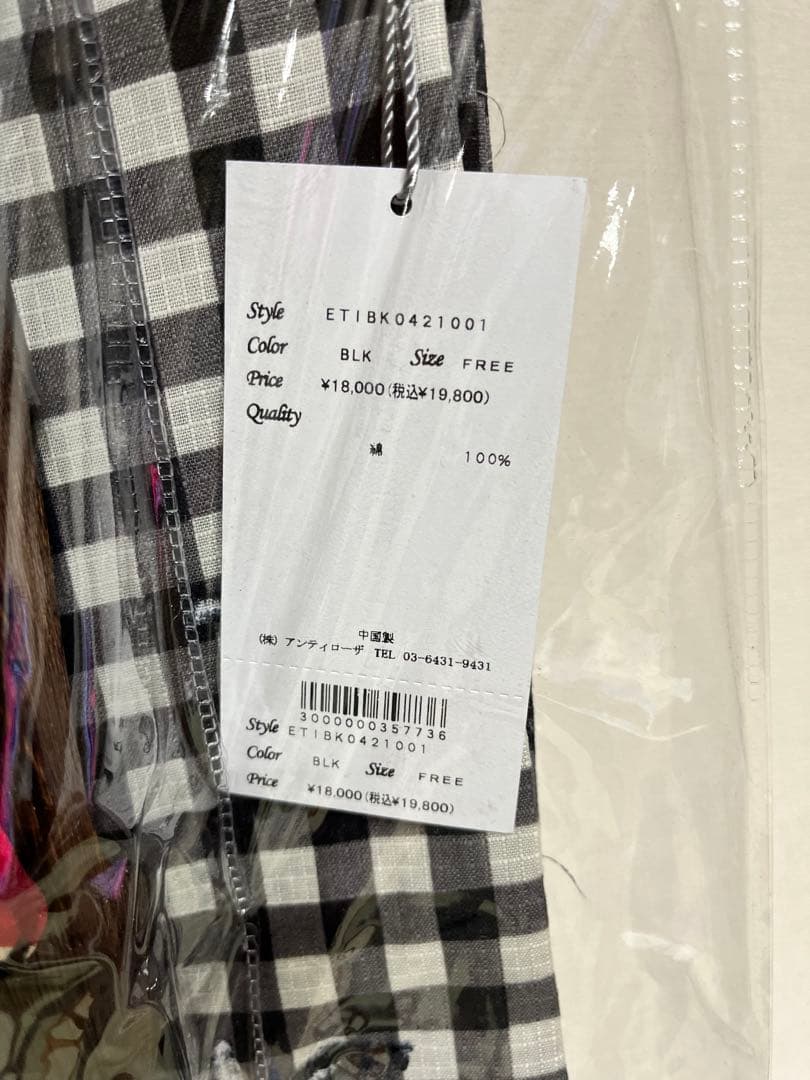 Style ETIBK0421001
Color BLK Size FREE
Price ¥18,000(税込¥19,800)
Quality
綿 100%
中国製
(株) アンティローザ TEL 03-6431-9431
3000000357736
Style ETIBK0421001
Color BLK Size FREE
Price ¥18,000(税込¥19,800)